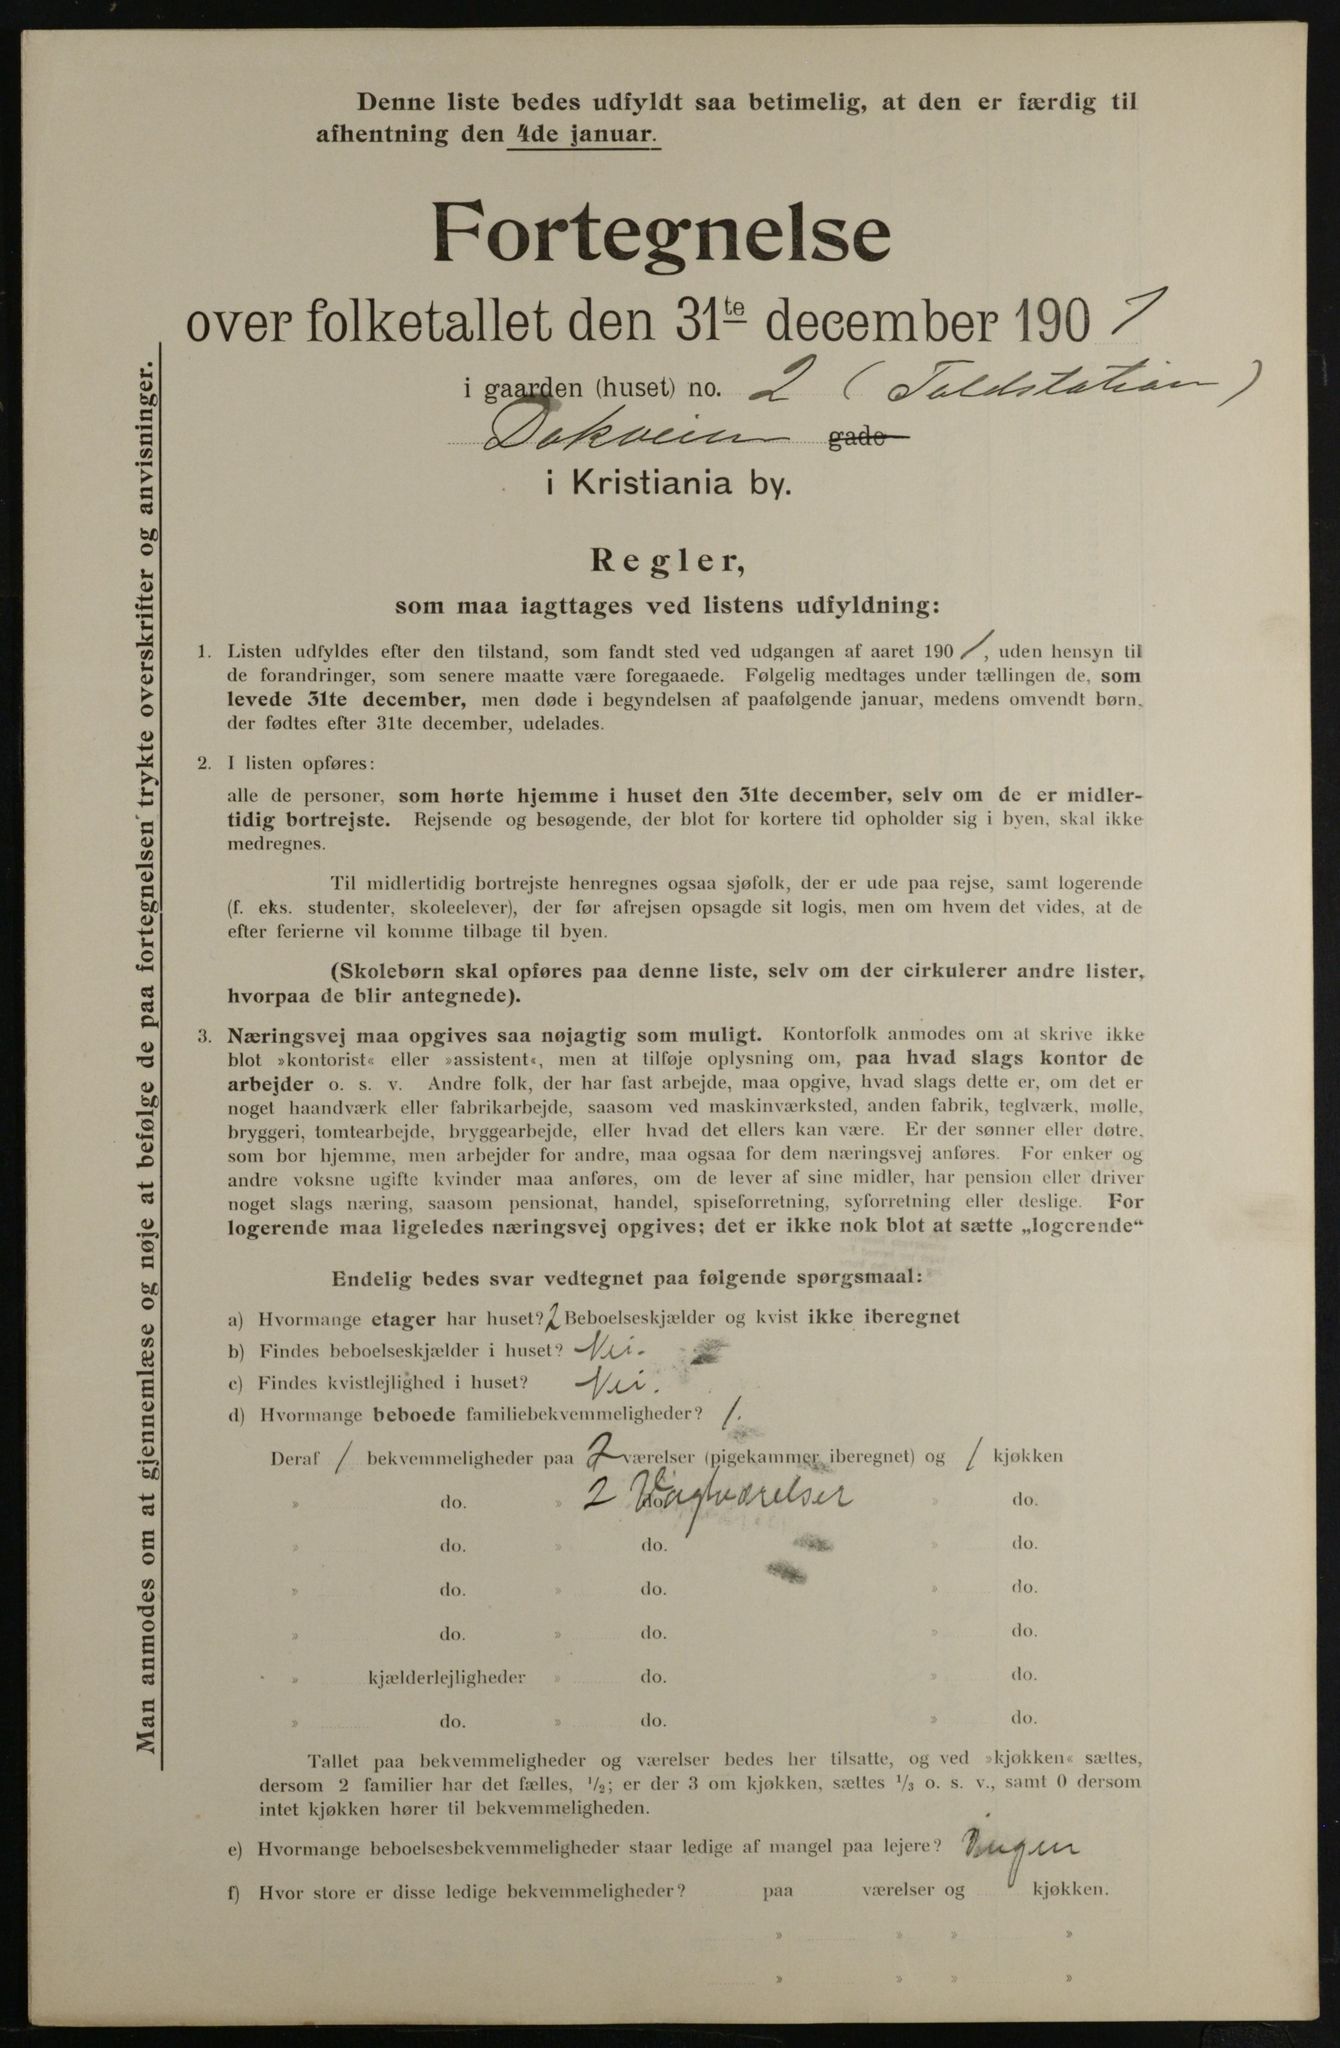 Denne liste bedes udfyldt saa betimelig, at den er færdig til
afhentning den 4de januar.
Fortegnelse
over folketallet den 31te december 190 1
i gaarden (huset) no. 2 ( Toldstation )
Dokveien gade
i Kristiania by.
Regler,
som maa iagttages ved listens udfyldning:
1. Listen udfyldes efter den tilstand, som fandt sted ved udgangen af aaret 190 1, uden hensyn til
de forandringer, som senere maatte være foregaaede. Følgelig medtages under tællingen de, som
levede 31te december, men døde i begyndelsen af paafølgende januar, medens omvendt børn,
der fødtes efter 31te december, udelades.
2. I listen opføres:
alle de personer, som hørte hjemme i huset den 31te december, selv om de er midler-
tidig bortrejste. Rejsende og besøgende, der blot for kortere tid opholder sig i byen, skal ikke
medregnes.
Til midlertidig bortrejste henregnes ogsaa sjøfolk, der er ude paa rejse, samt logerende
(f. eks. studenter, skoleelever), der før afrejsen opsagde sit logis, men om hvem det vides, at de
efter ferierne vil komme tilbage til byen.
(Skolebørn skal opføres paa denne liste, selv om der cirkulerer andre lister,
hvorpaa de blir antegnede).
3. Næringsvej maa opgives saa nøjagtig som muligt. Kontorfolk anmodes om at skrive ikke
blot »kontorist« eller »assistent«, men at tilføje oplysning om, paa hvad slags kontor de
arbejder o. s. v. Andre folk, der har fast arbejde, maa opgive, hvad slags dette er, om det er
noget haandværk eller fabrikarbejde, saasom ved maskinværksted, anden fabrik, teglværk, mølle,
bryggeri, tomtearbejde, bryggearbejde, eller hvad det ellers kan være. Er der sønner eller døtre,
som bor hjemme, men arbejder for andre, maa ogsaa for dem næringsvej anføres. For enker og
andre voksne ugifte kvinder maa anføres, om de lever af sine midler, har pension eller driver
noget slags næring, saasom pensionat, handel, spiseforretning, syforretning eller deslige. For
logerende maa ligeledes næringsvej opgives; det er ikke nok blot at sætte „logerende“
Endelig bedes svar vedtegnet paa følgende spørgsmaal:
a) Hvormange etager har huset? 2 Beboelseskjælder og kvist ikke iberegnet
b) Findes beboelseskjælder i huset? Nei.
c) Findes kvistlejlighed i huset? Nei.
d) Hvormange beboede familiebekvemmeligheder? 1.
Deraf 1 bekvemmeligheder paa 2 værelser (pigekammer iberegnet) og 1 kjøkken
» do. » 2 Vagtværelser » do.
» do. » do. » do.
» do. » do. » do.
» do. » do. » do.
» kjælderlejligheder » do. » do.
» do. » do. » do.
Tallet paa bekvemmeligheder og værelser bedes her tilsatte, og ved »kjøkken« sættes,
dersom 2 familier har det fælles, 1/2; er der 3 om kjøkken, sættes 1/3 o. s. v., samt 0 dersom
intet kjøkken hører til bekvemmeligheden.
e) Hvormange beboelsesbekvemmeligheder staar ledige af mangel paa lejere? Ingen
f) Hvor store er disse ledige bekvemmeligheder? paa værelser og kjøkken.
» » » »
» » » »
Man anmodes om at gjennemlæse og nøje at befølge de paa fortegnelsen trykte overskrifter og anvisninger.